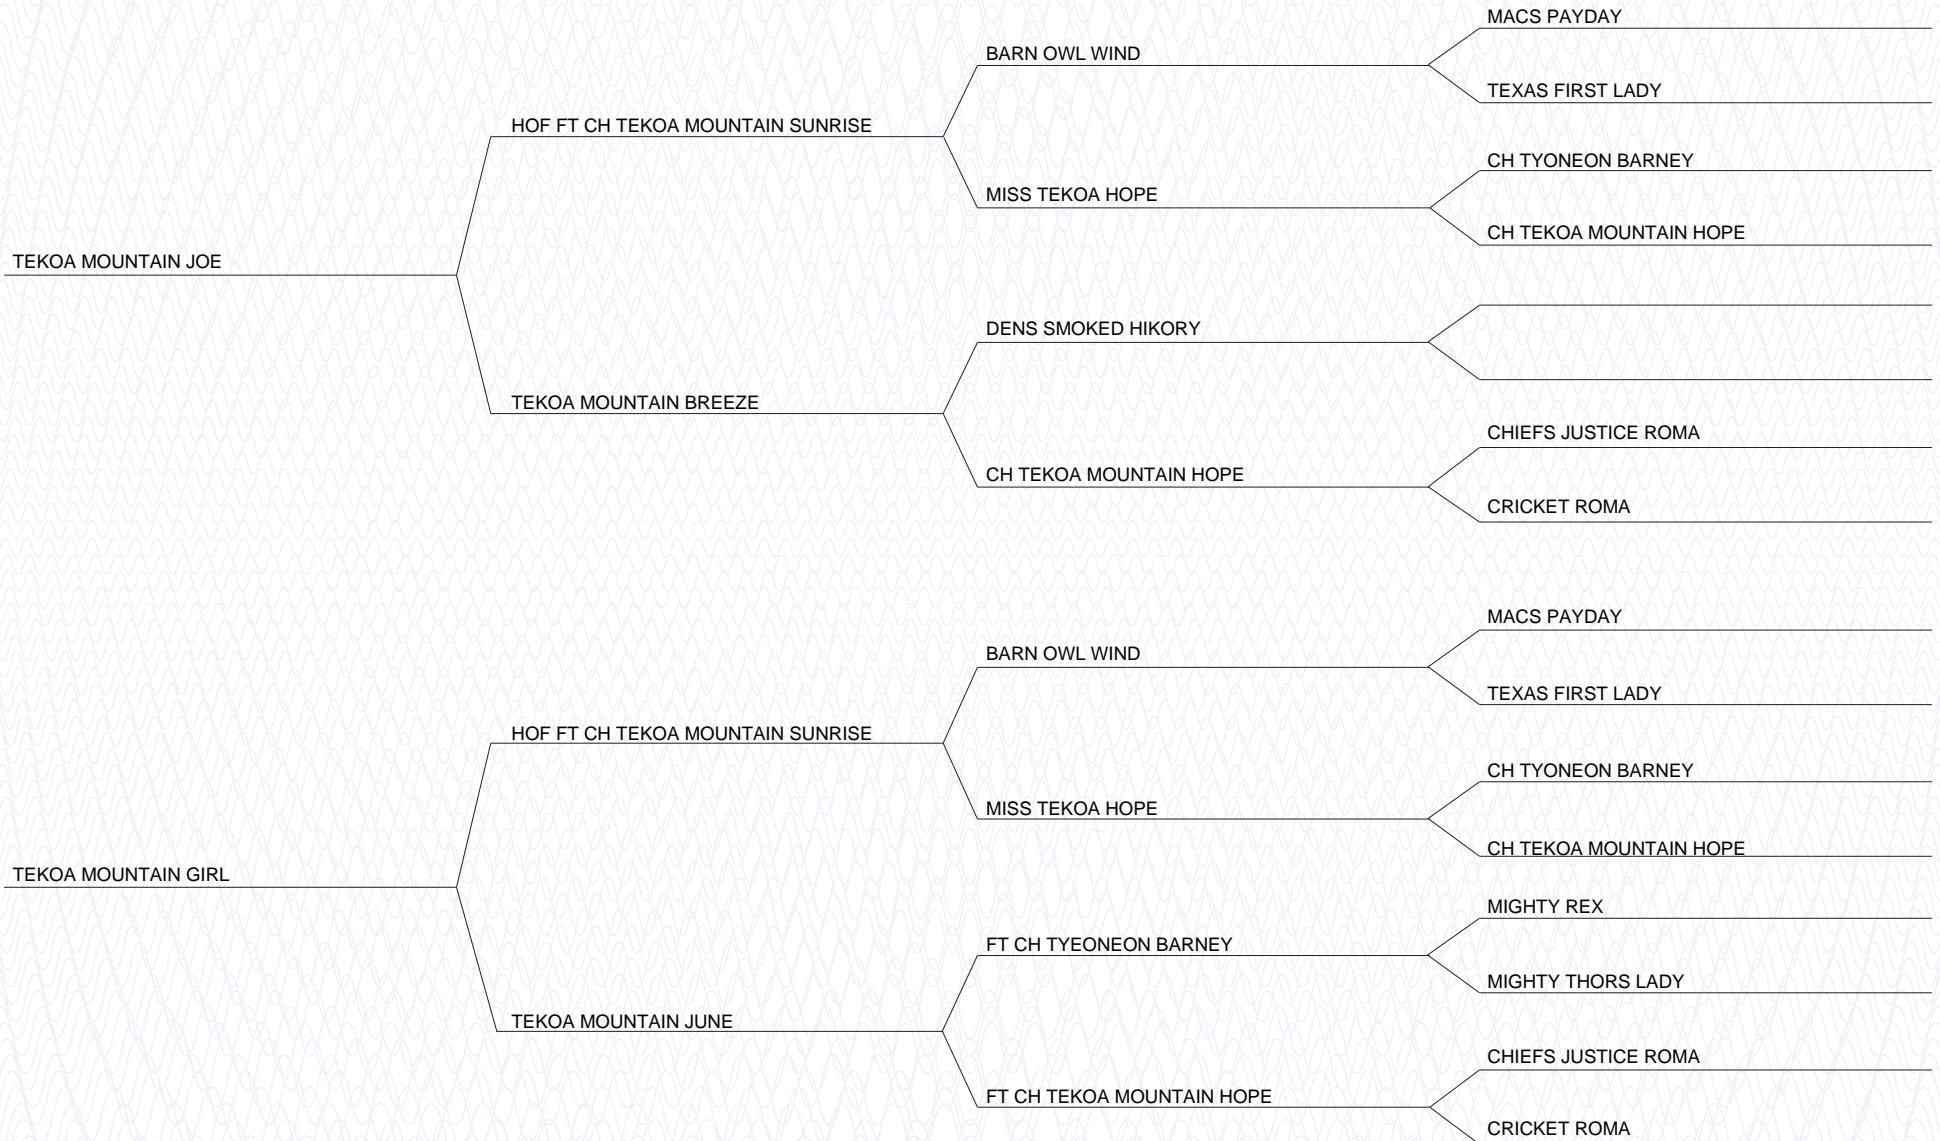 MACS PAYDAY
BARN OWL WIND
TEXAS FIRST LADY
HOF FT CH TEKOA MOUNTAIN SUNRISE
CH TYONEON BARNEY
MISS TEKOA HOPE
CH TEKOA MOUNTAIN HOPE
TEKOA MOUNTAIN JOE
DENS SMOKED HIKORY
TEKOA MOUNTAIN BREEZE
CHIEFS JUSTICE ROMA
CH TEKOA MOUNTAIN HOPE
CRICKET ROMA
MACS PAYDAY
BARN OWL WIND
TEXAS FIRST LADY
HOF FT CH TEKOA MOUNTAIN SUNRISE
CH TYONEON BARNEY
MISS TEKOA HOPE
CH TEKOA MOUNTAIN HOPE
TEKOA MOUNTAIN GIRL
MIGHTY REX
FT CH TYEONEON BARNEY
MIGHTY THORS LADY
TEKOA MOUNTAIN JUNE
CHIEFS JUSTICE ROMA
FT CH TEKOA MOUNTAIN HOPE
CRICKET ROMA